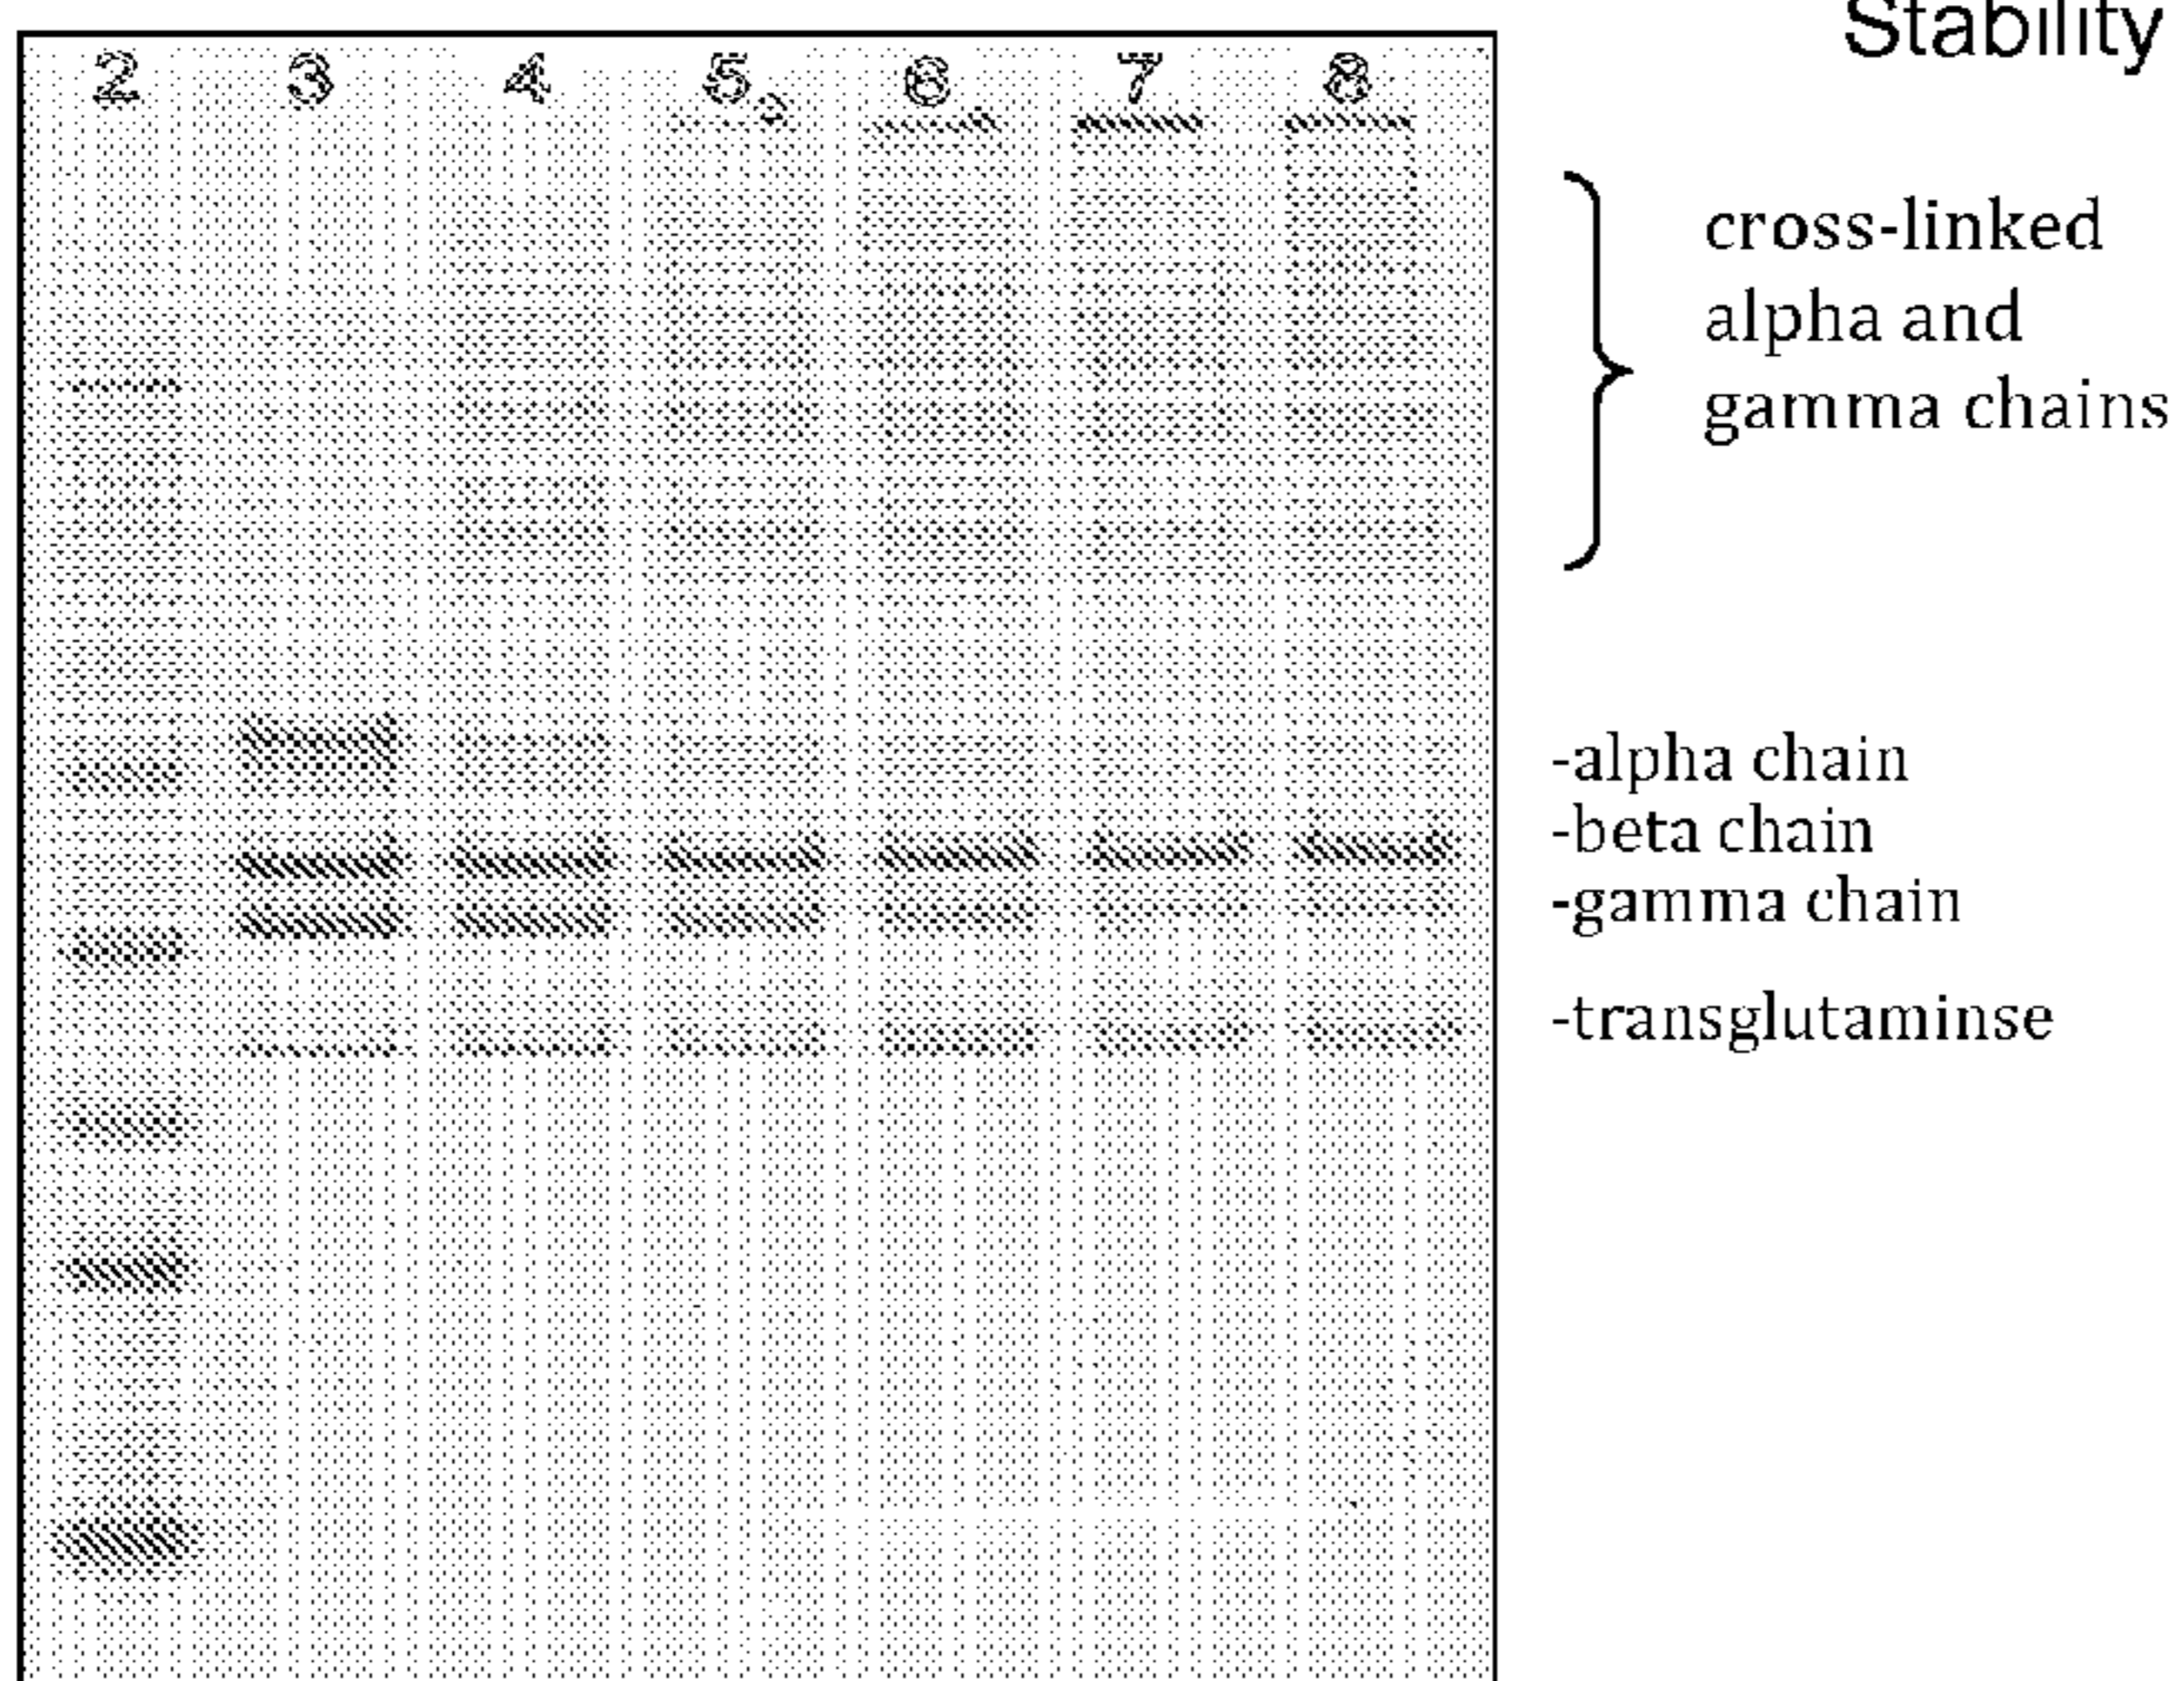 Stability
2 3 4 5 6 7 8
cross-linked
alpha and
gamma chains
-alpha chain
-beta chain
-gamma chain
-transglutaminse